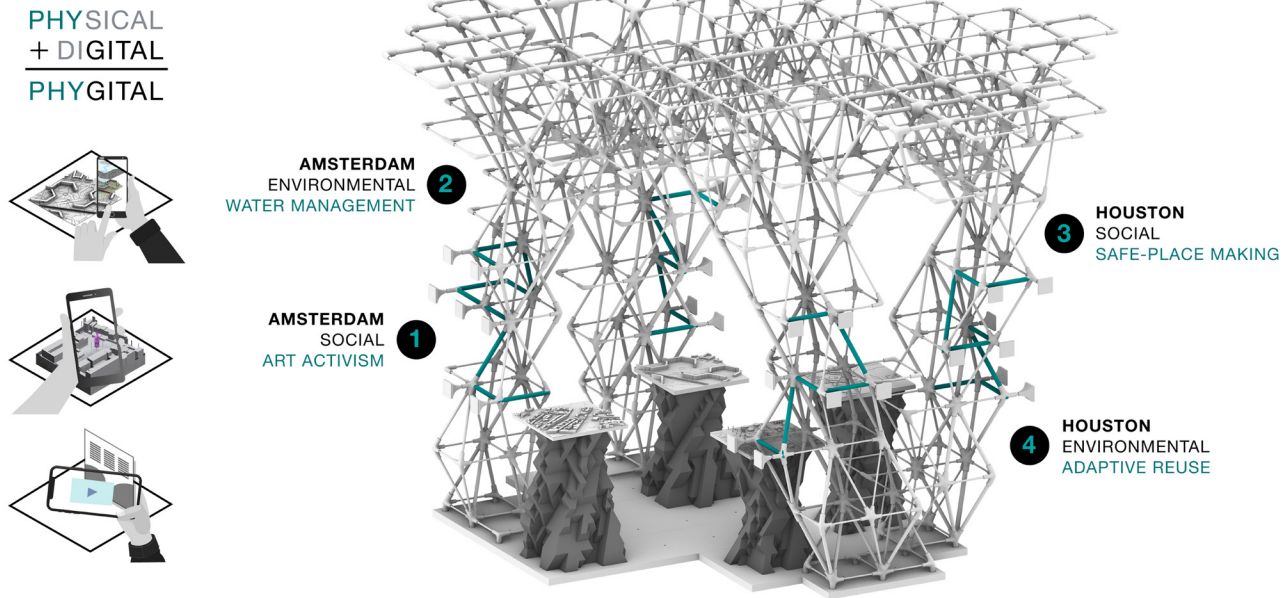 PHYSICAL
+ DIGITAL
PHYGITAL
AMSTERDAM
ENVIRONMENTAL
WATER MANAGEMENT
2
AMSTERDAM
SOCIAL
ART ACTIVISM
1
3
HOUSTON
SOCIAL
SAFE-PLACE MAKING
4
HOUSTON
ENVIRONMENTAL
ADAPTIVE REUSE